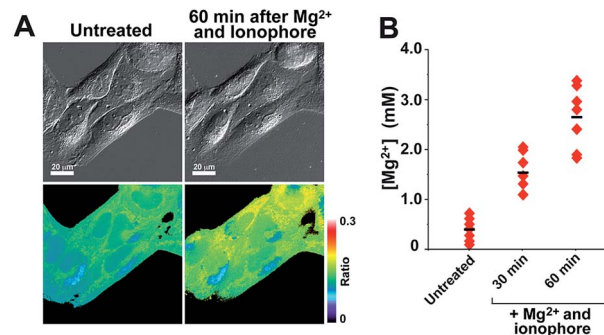 A
Untreated
60 min after Mg2+
and Ionophore
20 μm
20 μm
0.3
Ratio
0
B
[Mg2+] (mM)
4.0
3.0
2.0
1.0
0
Untreated
30 min
60 min
+ Mg2+ and
ionophore